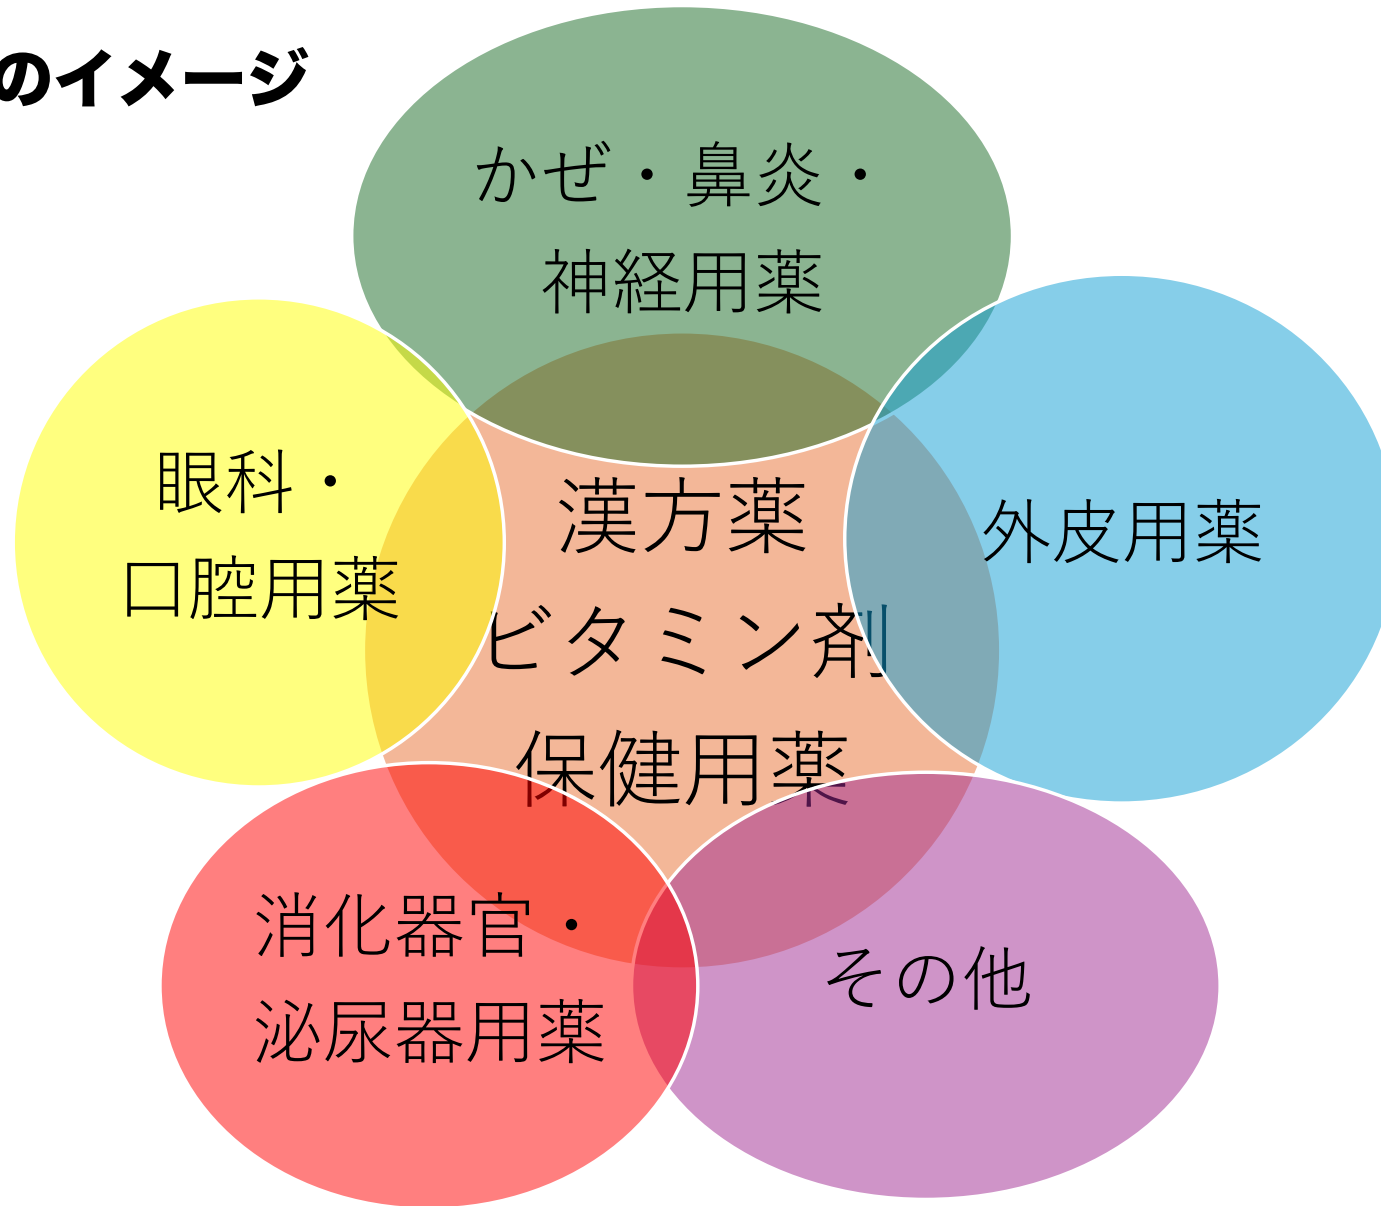 のイメージ
かぜ・鼻炎・
神経用薬
眼科・
口腔用薬
漢方薬
ビタミン剤
保健用薬
外皮用薬
消化器官・
泌尿器用薬
その他